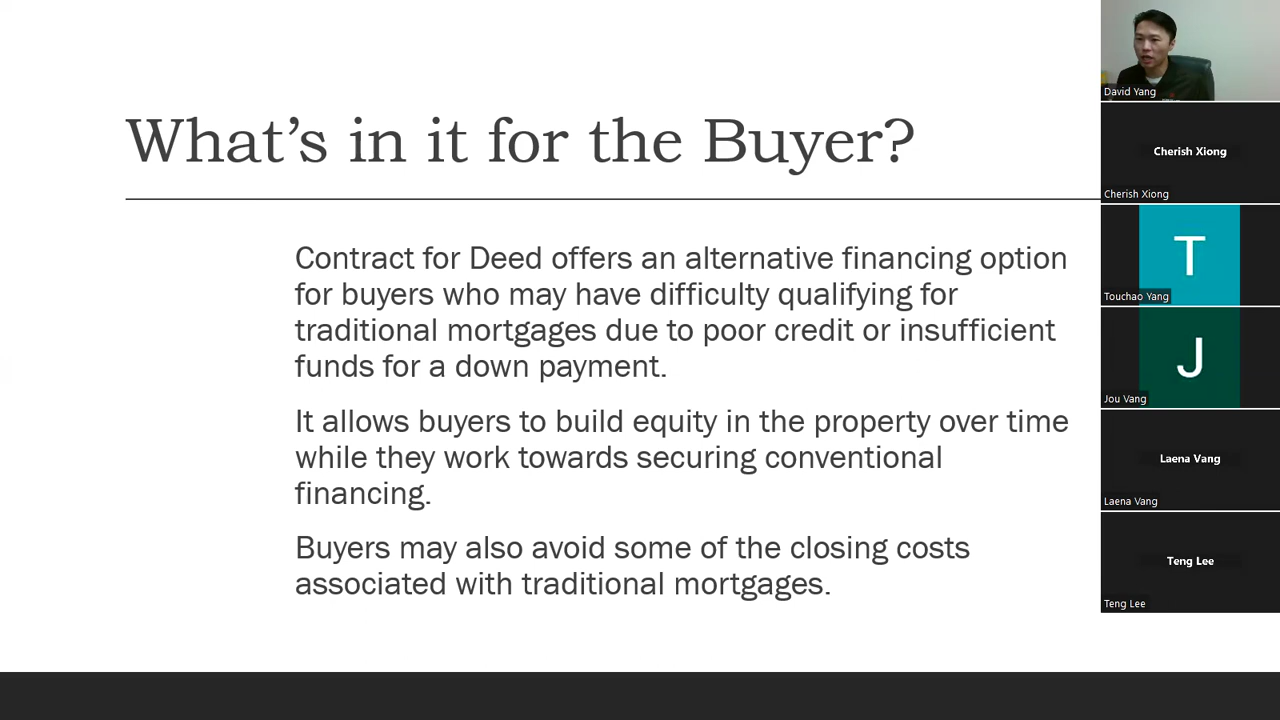 What's in it for the Buyer?
Contract for Deed offers an alternative financing option
for buyers who may have difficulty qualifying for
traditional mortgages due to poor credit or insufficient
funds for a down payment.
It allows buyers to build equity in the property over time
while they work towards securing conventional
financing.
Buyers may also avoid some of the closing costs
associated with traditional mortgages.
David Yang
Cherish Xiong
Cherish Xiong
T
Touchao Yang
J
Jou Vang
Laena Vang
Laena Vang
Teng Lee
Teng Lee